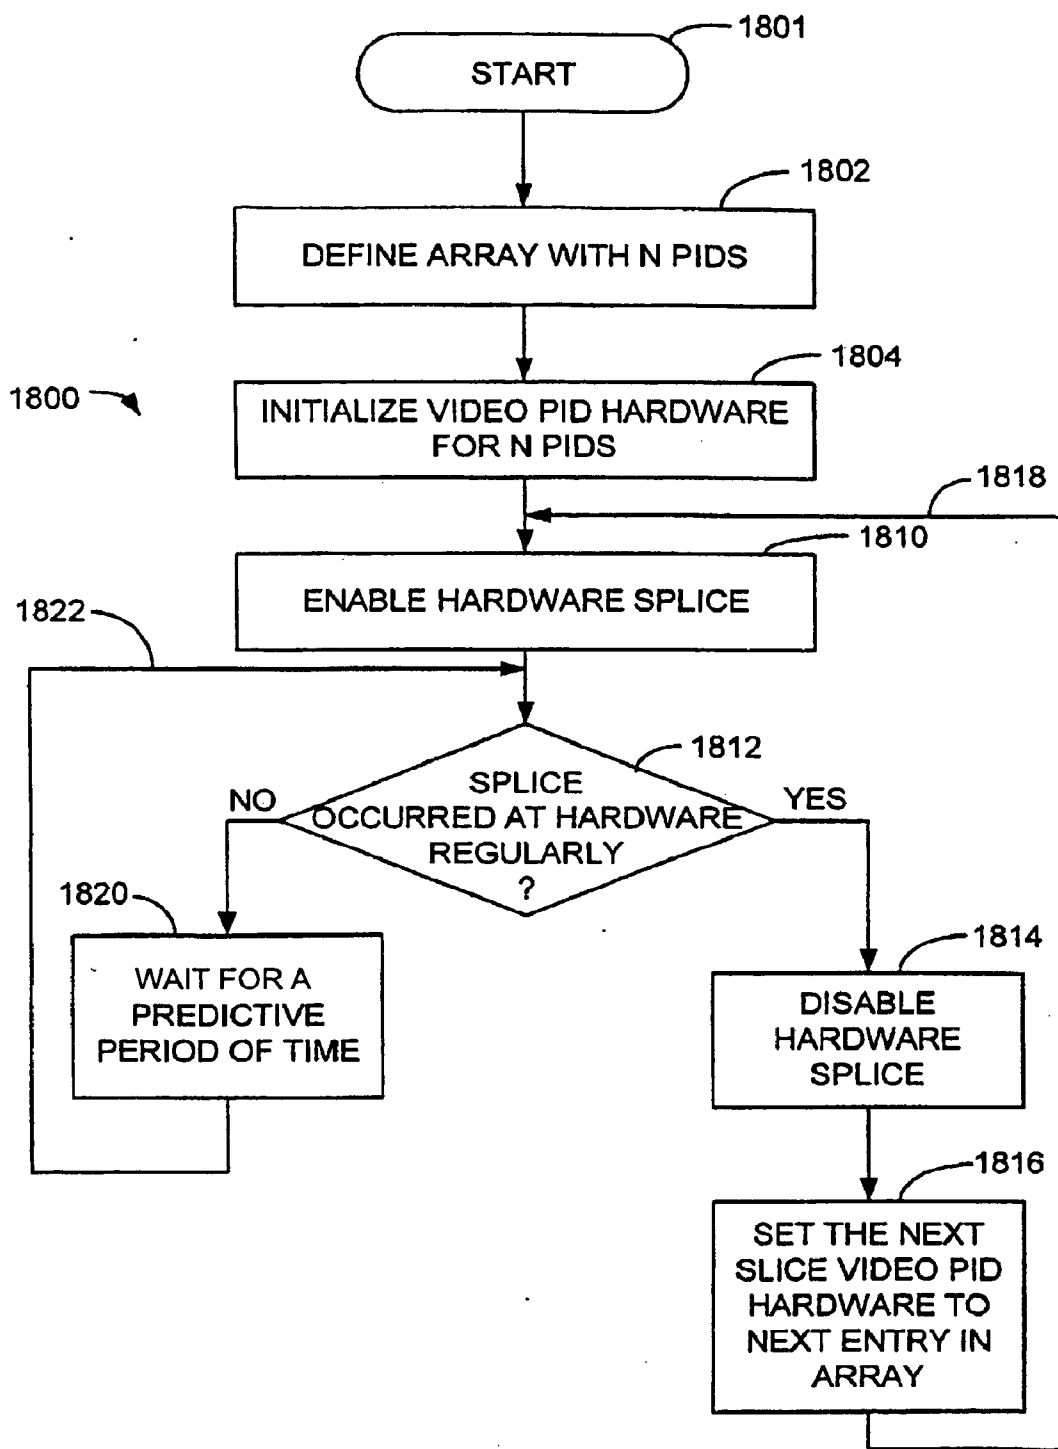 1801
START
1802
DEFINE ARRAY WITH N PIDS
1804
1800
INITIALIZE VIDEO PID HARDWARE
FOR N PIDS
1818
1810
ENABLE HARDWARE SPLICE
1822
1812
SPLICE
OCCURRED AT HARDWARE
REGULARLY
?
NO
YES
1820
WAIT FOR A
PREDICTIVE
PERIOD OF TIME
1814
DISABLE
HARDWARE
SPLICE
1816
SET THE NEXT
SLICE VIDEO PID
HARDWARE TO
NEXT ENTRY IN
ARRAY